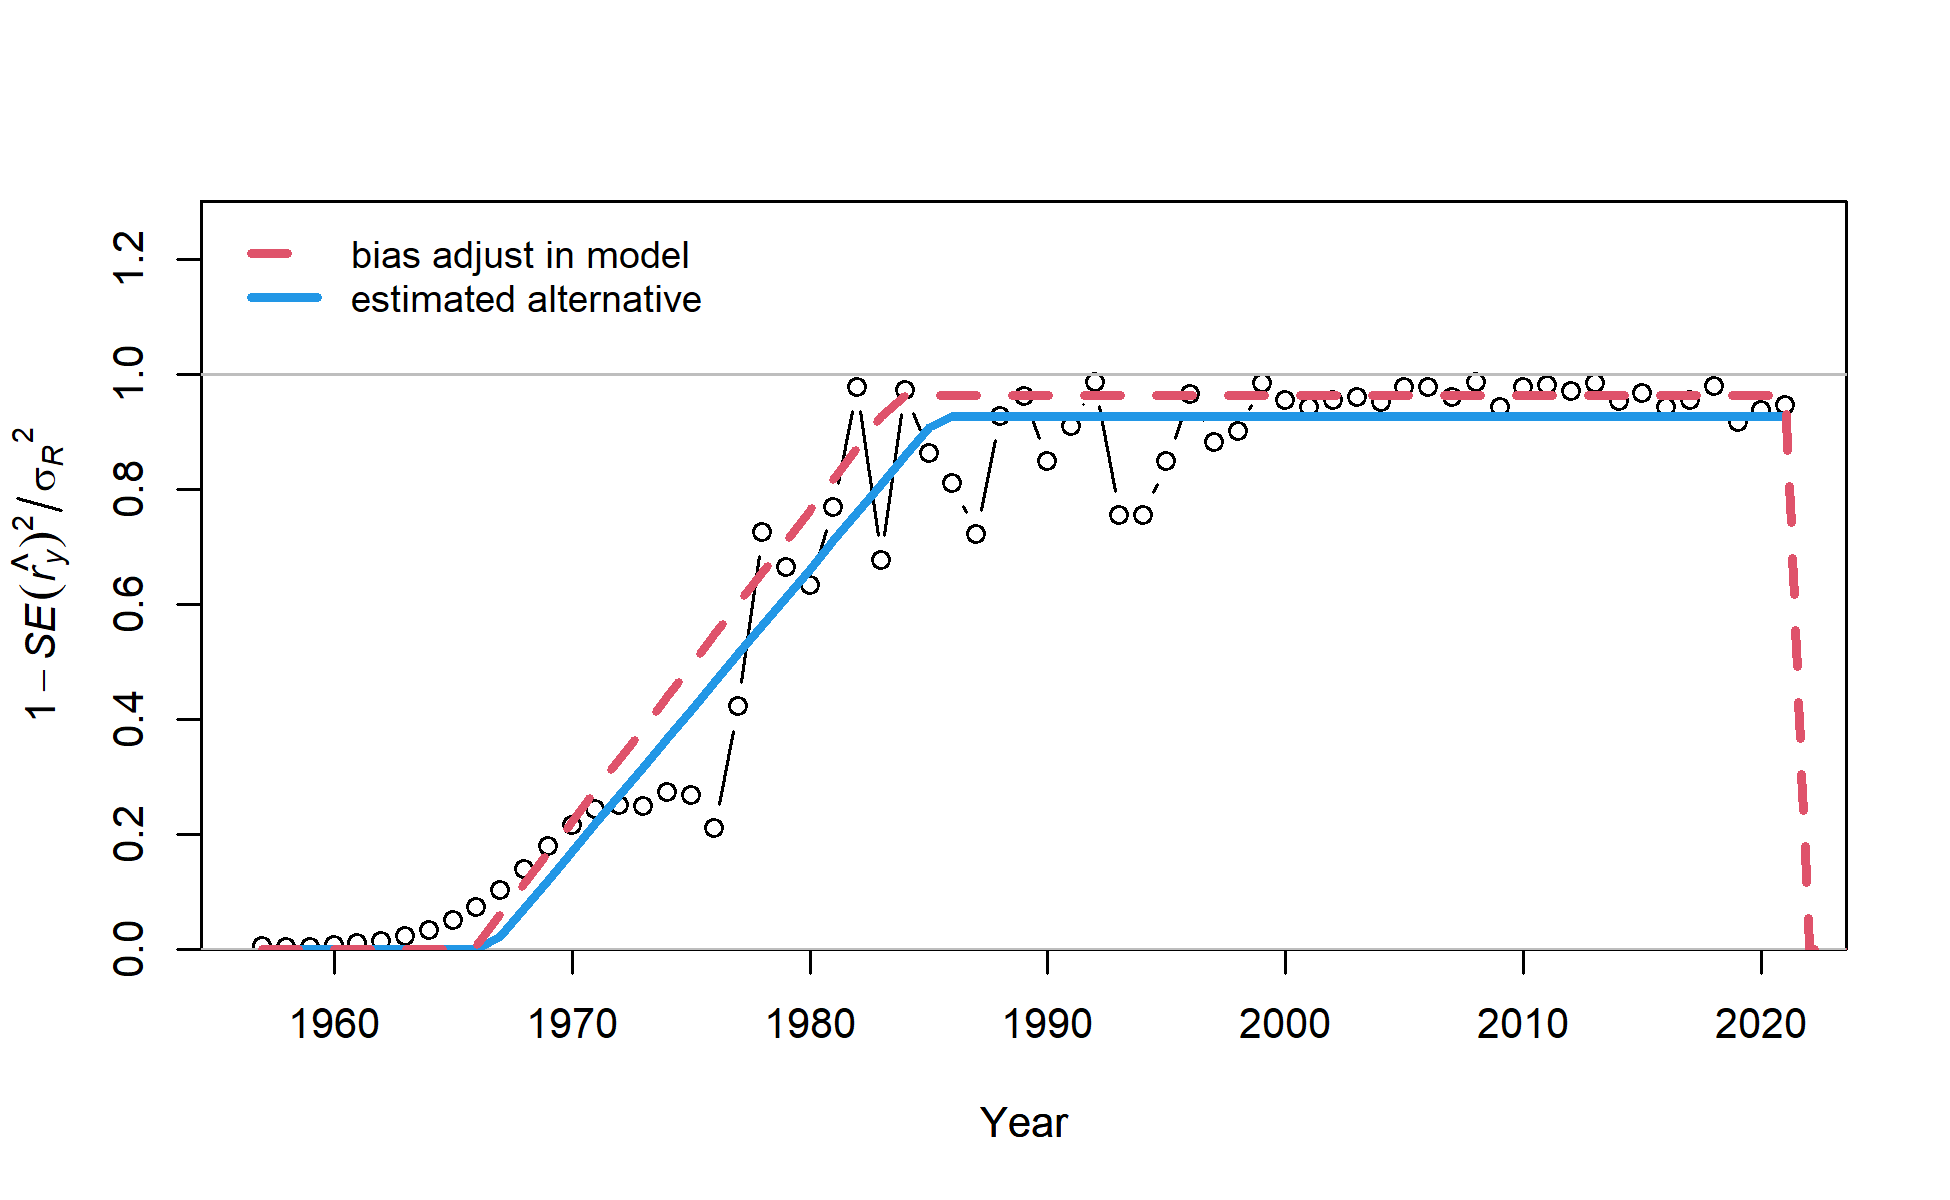 bias adjust in model
estimated alternative
1.2
1.0
0.8
0.6
0.4
0.2
0.0
1 − SE(r̂y)² / σR²
1960 1970 1980 1990 2000 2010 2020
Year